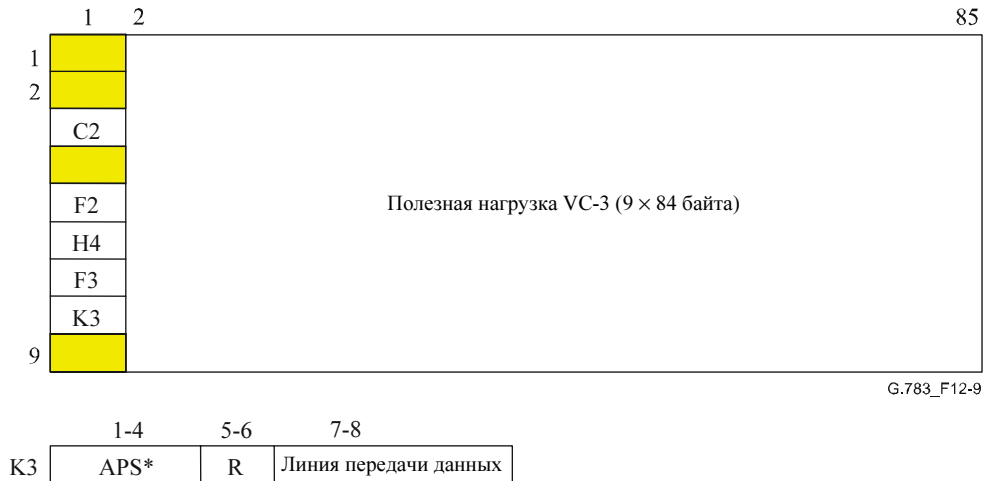 1 2 85
1
2
C2
F2 Полезная нагрузка VC-3 (9 × 84 байта)
H4
F3
K3
9
G.783_F12-9
1-4 5-6 7-8
K3 APS* R Линия передачи данных